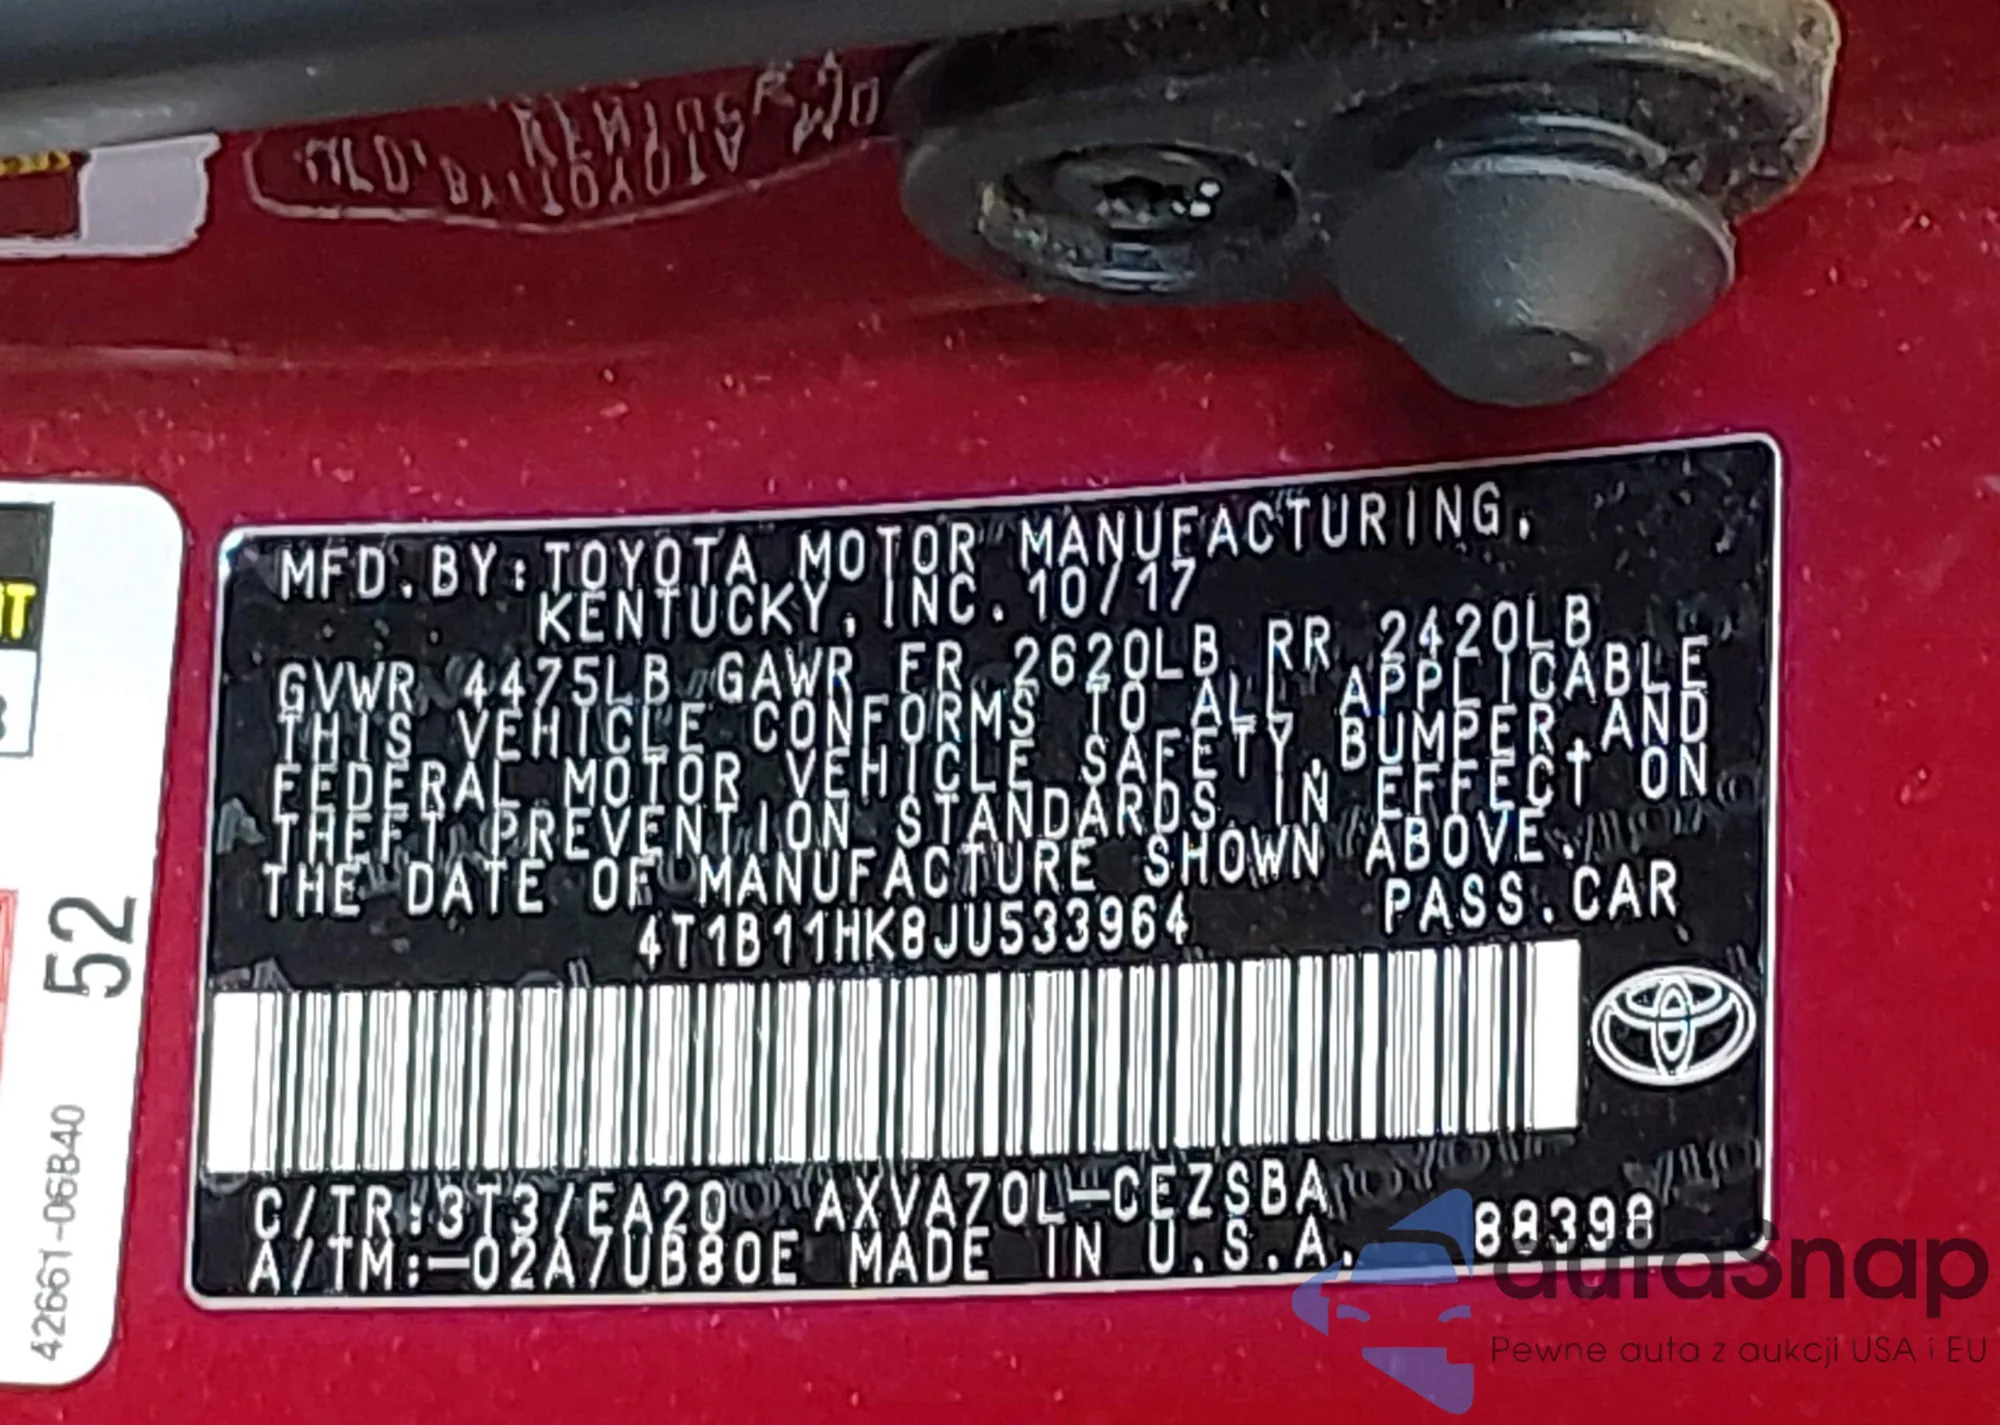 MFD.BY:TOYOTA MOTOR MANUFACTURING,
KENTUCKY, INC. 10/17
GVWR 4475LB GAWR FR 2620LB RR 2420LB
THIS VEHICLE CONFORMS TO ALL APPLICABLE
FEDERAL MOTOR VEHICLE SAFETY, BUMPER, AND
THEFT PREVENTION STANDARDS IN EFFECT ON
THE DATE OF MANUFACTURE SHOWN ABOVE.
4T1B11HK8JU533964 PASS.CAR
C/TR:3T3/EA20 AXVA70L-CEZSBA
A/TM:-02A/UB80E MADE IN U.S.A. 88398
52
42661-06B40
autaSnap
Pewne auta z aukcji USA i EU